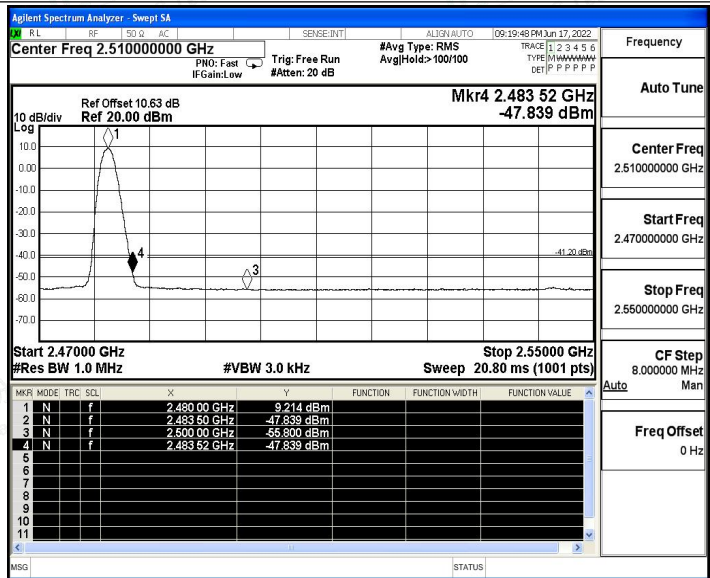 Agilent Spectrum Analyzer - Swept SA
LXI RL RF 50 Ω AC SENSE:INT ALIGN AUTO 09:19:48 PM Jun 17, 2022
Center Freq 2.510000000 GHz
PNO: Fast
IFGain:Low
Trig: Free Run
#Atten: 20 dB
#Avg Type: RMS
Avg|Hold:>100/100
TRACE 1 2 3 4 5 6
TYPE MWWWWW
DET P P P P P P
Frequency
Auto Tune
Center Freq
2.510000000 GHz
Start Freq
2.470000000 GHz
Stop Freq
2.550000000 GHz
CF Step
8.000000 MHz
Auto Man
Freq Offset
0 Hz
Mkr4 2.483 52 GHz
-47.839 dBm
Ref Offset 10.63 dB
10 dB/div Ref 20.00 dBm
Log
10.0
0.00
-10.0
-20.0
-30.0
-40.0
-50.0
-60.0
-70.0
1
4
3
-41.20 dBm
Start 2.47000 GHz Stop 2.55000 GHz
#Res BW 1.0 MHz #VBW 3.0 kHz Sweep 20.80 ms (1001 pts)
MKR MODE TRC SCL X Y FUNCTION FUNCTION WIDTH FUNCTION VALUE
1 N f 2.480 00 GHz 9.214 dBm
2 N f 2.483 50 GHz -47.839 dBm
3 N f 2.500 00 GHz -55.800 dBm
4 N f 2.483 52 GHz -47.839 dBm
5
6
7
8
9
10
11
MSG STATUS